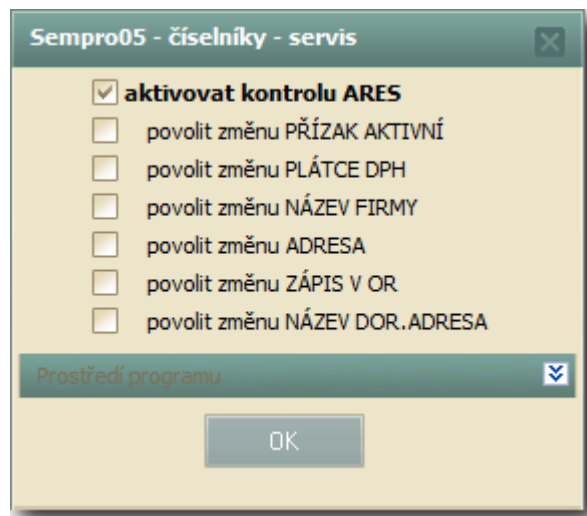 Sempro05 - číselníky - servis
aktivovat kontrolu ARES
povolit změnu PŘÍZAK AKTIVNÍ
povolit změnu PLÁTCE DPH
povolit změnu NÁZEV FIRMY
povolit změnu ADRESA
povolit změnu ZÁPIS V OR
povolit změnu NÁZEV DOR.ADRESA
Prostředí programu
OK